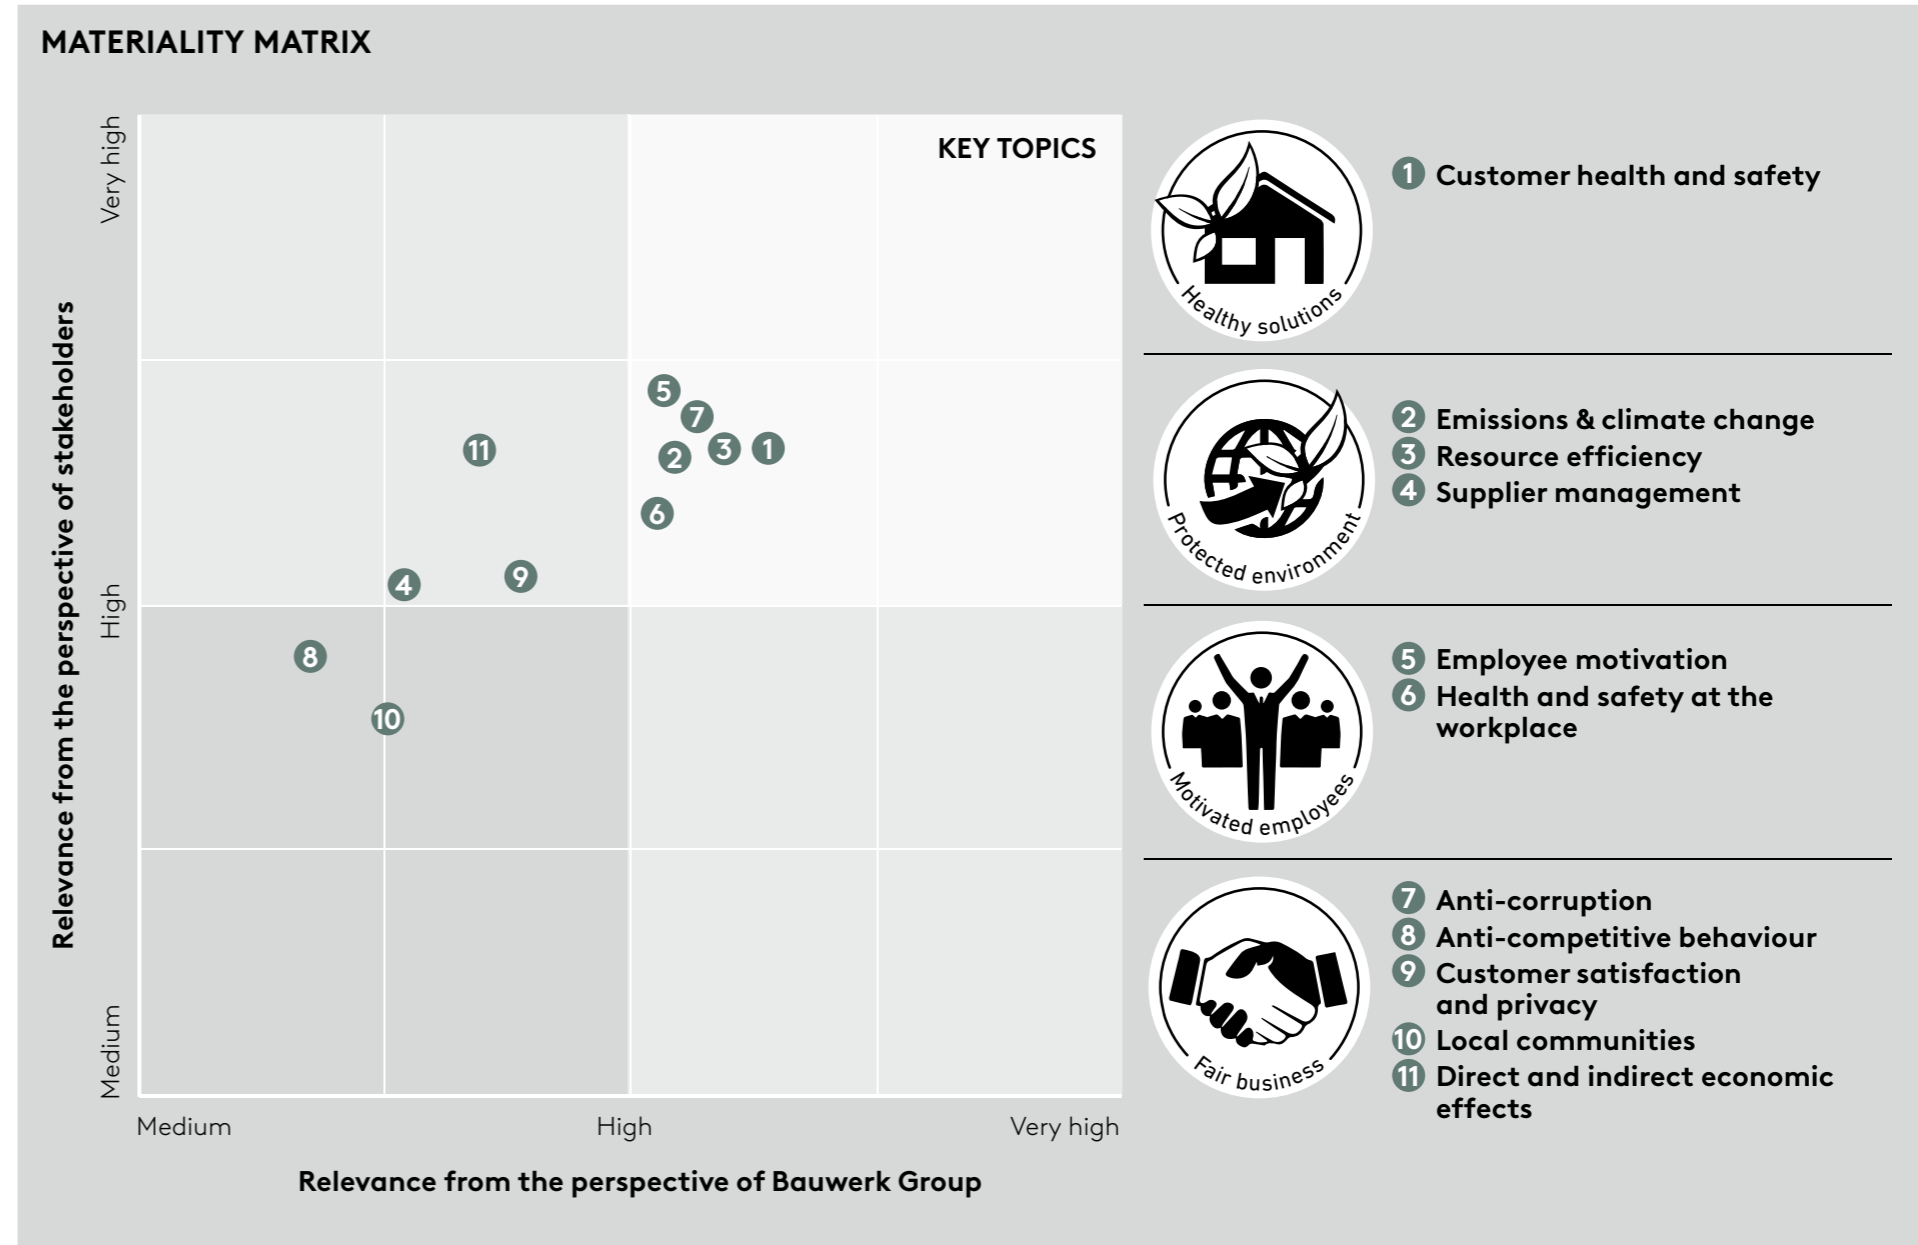 MATERIALITY MATRIX
Relevance from the perspective of stakeholders
Very high
High
Medium
KEY TOPICS
5
7
11
2
3
1
6
4
9
8
10
Medium
High
Very high
Relevance from the perspective of Bauwerk Group
Healthy solutions
1 Customer health and safety
Protected environment
2 Emissions & climate change
3 Resource efficiency
4 Supplier management
Motivated employees
5 Employee motivation
6 Health and safety at the
workplace
Fair business
7 Anti-corruption
8 Anti-competitive behaviour
9 Customer satisfaction
and privacy
10 Local communities
11 Direct and indirect economic
effects